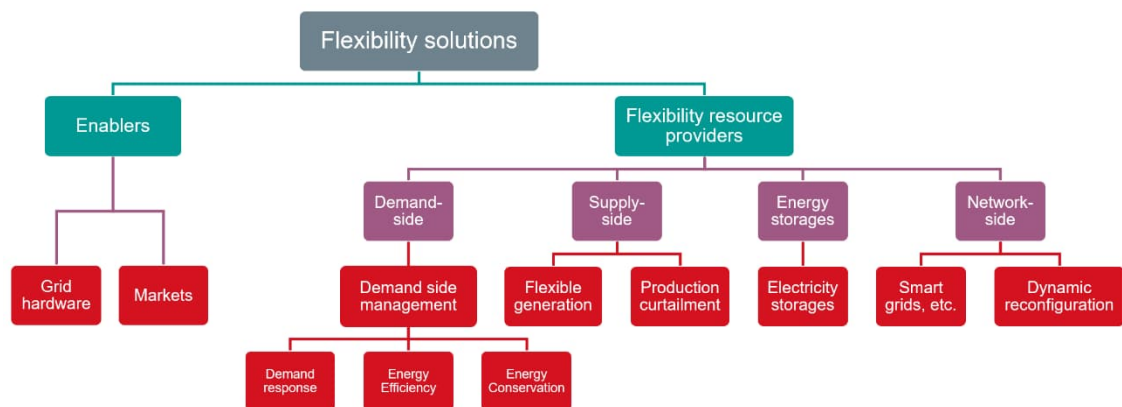 Flexibility solutions
Enablers
Flexibility resource
providers
Demand-
side
Supply-
side
Energy
storages
Network-
side
Grid
hardware
Markets
Demand side
management
Flexible
generation
Production
curtailment
Electricity
storages
Smart
grids, etc.
Dynamic
reconfiguration
Demand
response
Energy
Efficiency
Energy
Conservation